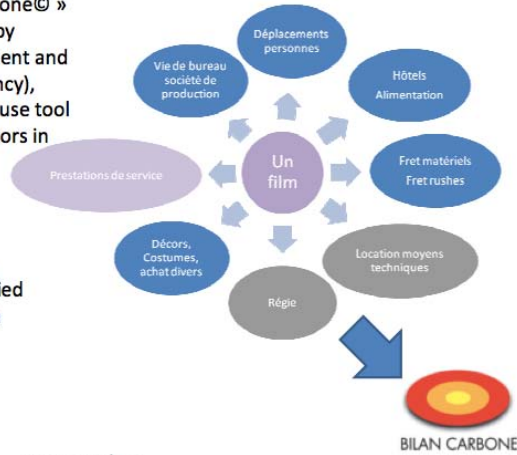 one© »
by
ent and
ncy),
use tool
ors in
ied
Déplacements
personnes
Vie de bureau
société de
production
Hôtels
Alimentation
Un
film
Prestations de service
Fret matériels
Fret rushes
Décors,
Costumes,
achat divers
Location moyens
techniques
Régie
BILAN CARBONE